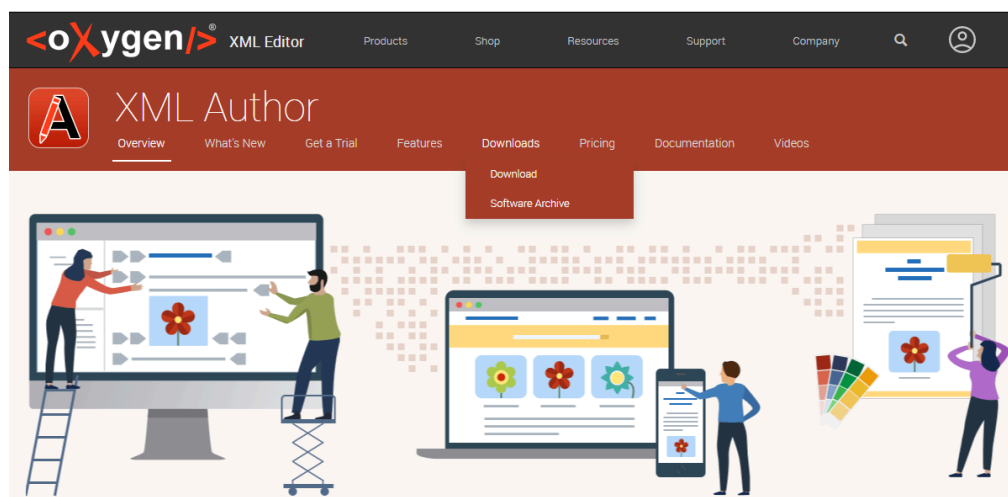 <oXygen/>® XML Editor Products Shop Resources Support Company
XML Author
Overview What's New Get a Trial Features Downloads Pricing Documentation Videos
Download
Software Archive